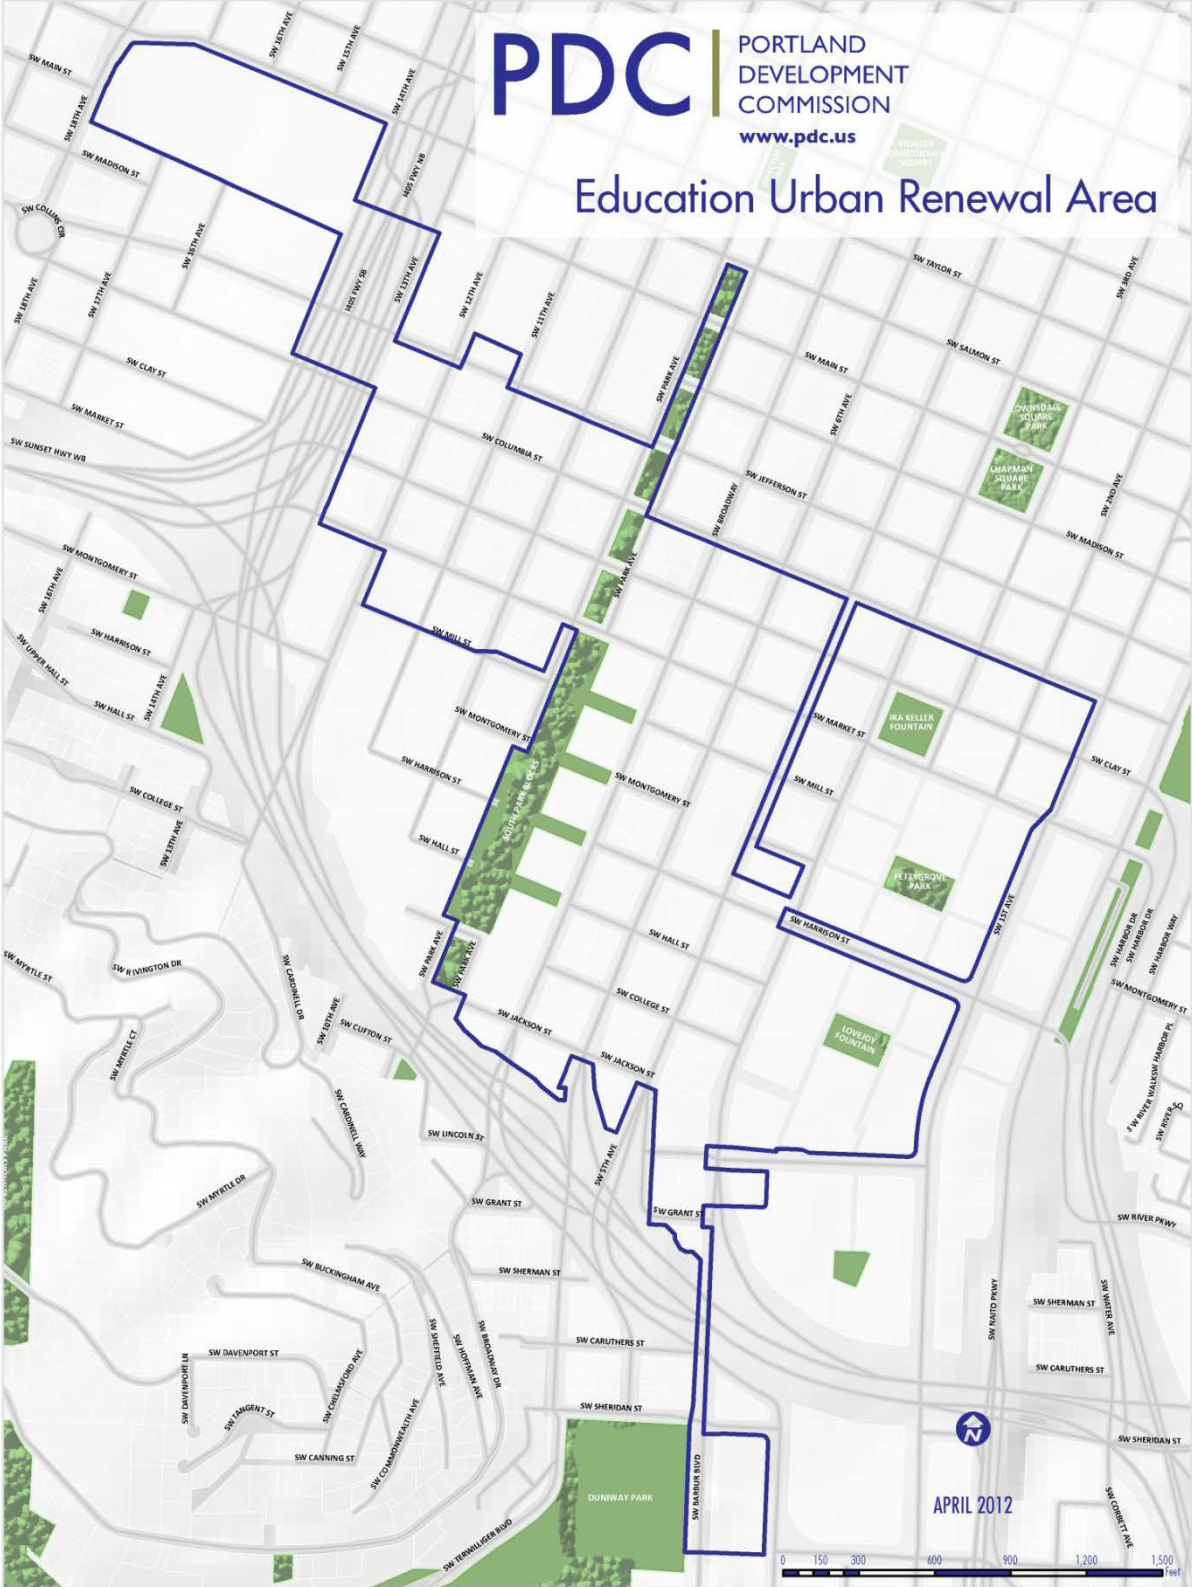 PDC
PORTLAND
DEVELOPMENT
COMMISSION
www.pdc.us
Education Urban Renewal Area
SW 16TH AVE
SW 15TH AVE
SW MAIN ST
SW 14TH AVE
SW 18TH AVE
SW MADISON ST
I405 FWY NB
SW COLLINS CIR
SW 16TH AVE
SW 18TH AVE
SW 17TH AVE
I405 FWY SB
SW 13TH AVE
SW 12TH AVE
SW 11TH AVE
SW TAYLOR ST
SW 3RD AVE
SW SALMON ST
SW MAIN ST
SW CLAY ST
SW PARK AVE
SW 6TH AVE
LOWNSDALE
SQUARE
PARK
SW MARKET ST
SW SUNSET HWY WB
SW COLUMBIA ST
CHAPMAN
SQUARE
PARK
SW JEFFERSON ST
SW BROADWAY
SW 2ND AVE
SW MADISON ST
SW MONTGOMERY ST
SW 16TH AVE
SW PARK AVE
SW HARRISON ST
SW UPPER HALL ST
SW MILL ST
SW 14TH AVE
SW HALL ST
SW MONTGOMERY ST
SW MARKET ST
IRA KELLER
FOUNTAIN
SW CLAY ST
SW HARRISON ST
SOUTH PARK BLOCKS
SW MONTGOMERY ST
SW MILL ST
SW COLLEGE ST
SW 13TH AVE
SW HALL ST
PETTYGROVE
PARK
SW 1ST AVE
SW HARRISON ST
SW HARBOR DR
SW HARBOR DR
SW HARBOR WAY
SW HALL ST
SW PARK AVE
SW PARK AVE
SW MYRTLE ST
SW RIVINGTON DR
SW CARDINELL DR
SW COLLEGE ST
SW MONTGOMERY ST
SW 10TH AVE
SW CLIFTON ST
SW JACKSON ST
LOVEJOY
FOUNTAIN
SW MYRTLE CT
SW JACKSON ST
SW HARBOR PL
SW RIVER WALK
SW RIVER SQ
SW CARDINELL WAY
SW LINCOLN ST
SW 5TH AVE
SW MYRTLE DR
SW GRANT ST
SW GRANT ST
SW RIVER PKWY
SW BUCKINGHAM AVE
SW SHERMAN ST
SW NAITO PKWY
SW SHERMAN ST
SW WATER AVE
SW SHEFFIELD AVE
SW HOFFMAN AVE
SW BROADWAY DR
SW CARUTHERS ST
SW CARUTHERS ST
SW DAVENPORT LN
SW DAVENPORT ST
SW CHELMSFORD AVE
SW TANGENT ST
SW COMMONWEALTH AVE
SW SHERIDAN ST
SW SHERIDAN ST
SW CANNING ST
N
SW BARBUR BLVD
DUNIWAY PARK
APRIL 2012
SW CORBETT AVE
SW TERWILLIGER BLVD
0 150 300 600 900 1,200 1,500
Feet